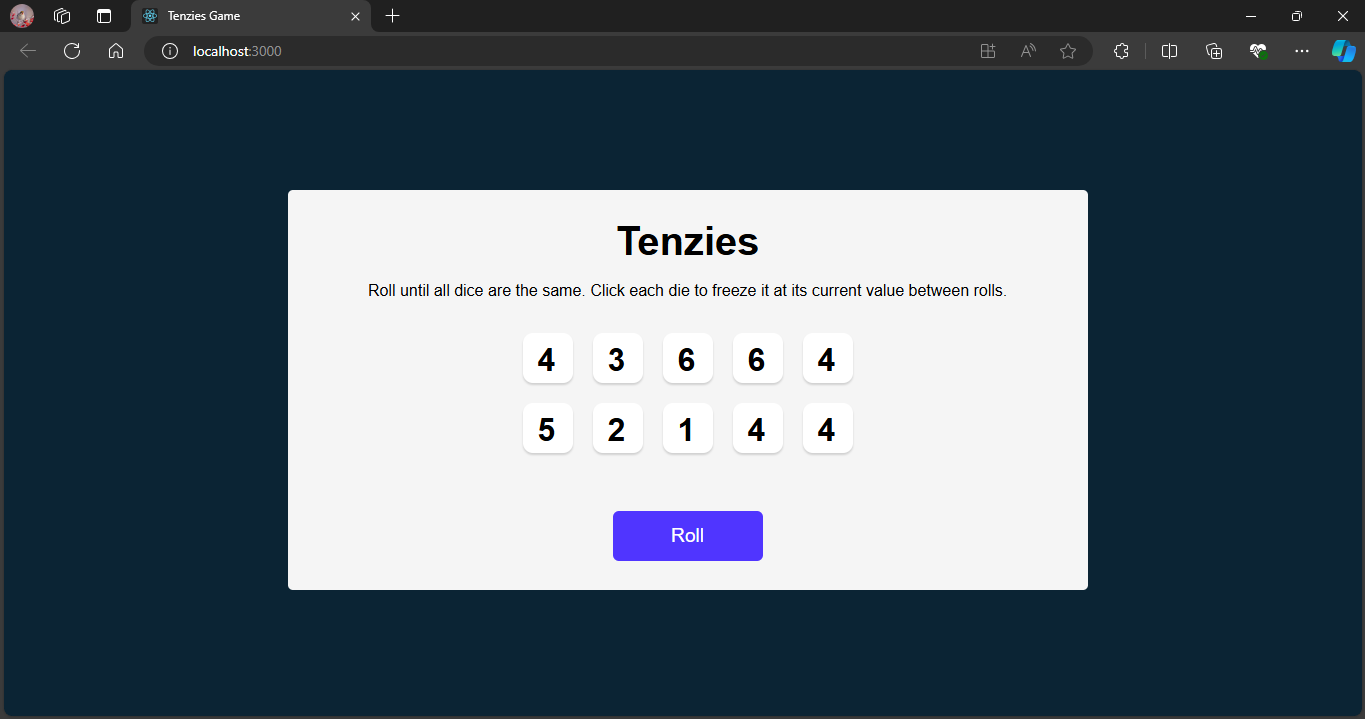 Tenzies Game
localhost:3000
Tenzies
Roll until all dice are the same. Click each die to freeze it at its current value between rolls.
4 3 6 6 4
5 2 1 4 4
Roll